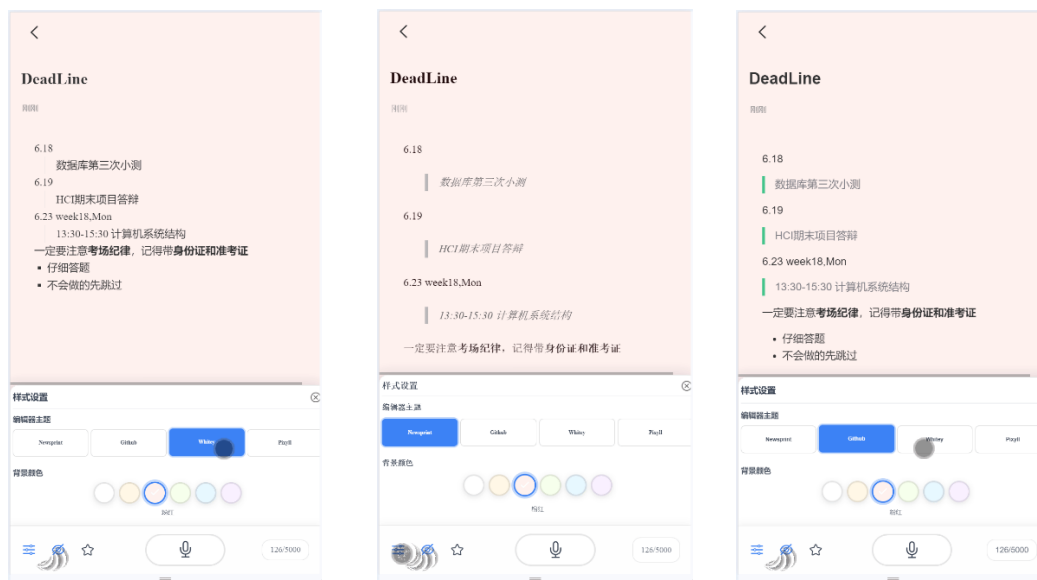 DeadLine
刚刚
6.18
数据库第三次小测
6.19
HCI期末项目答辩
6.23 week18,Mon
13:30-15:30 计算机系统结构
一定要注意考场纪律，记得带身份证和准考证
仔细答题
不会做的先跳过
样式设置
编辑器主题
Newsprint Github Whitey Pixyll
背景颜色
粉红
126/5000
DeadLine
刚刚
6.18
数据库第三次小测
6.19
HCI期末项目答辩
6.23 week18,Mon
13:30-15:30 计算机系统结构
一定要注意考场纪律，记得带身份证和准考证
样式设置
编辑器主题
Newsprint Github Whitey Pixyll
背景颜色
粉红
126/5000
DeadLine
刚刚
6.18
数据库第三次小测
6.19
HCI期末项目答辩
6.23 week18,Mon
13:30-15:30 计算机系统结构
一定要注意考场纪律，记得带身份证和准考证
仔细答题
不会做的先跳过
样式设置
编辑器主题
Newsprint Github Whitey Pixyll
背景颜色
粉红
126/5000